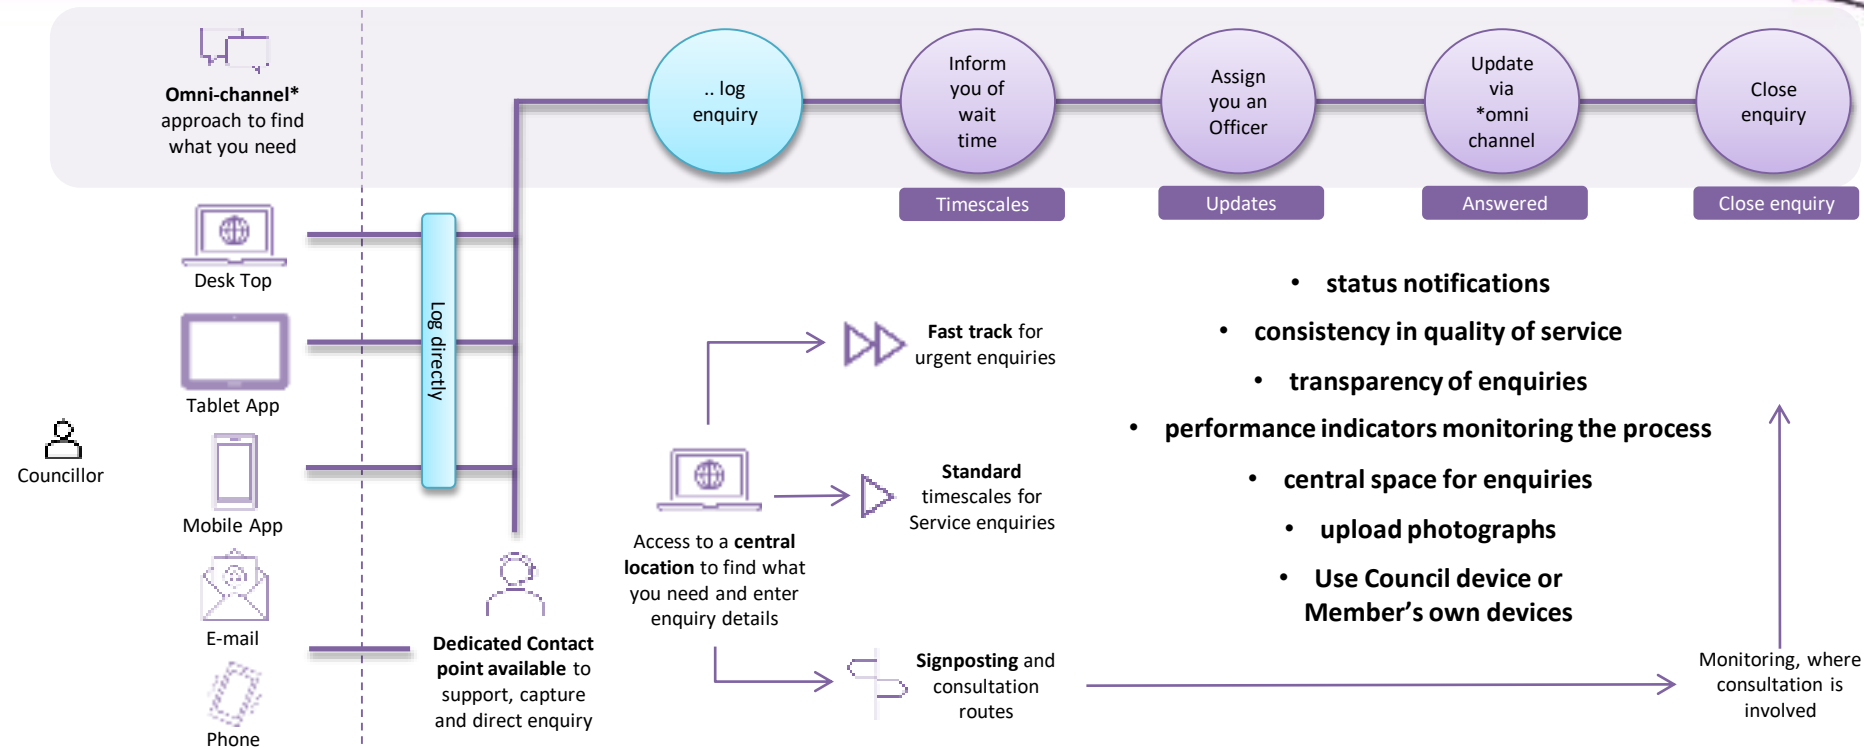 Omni-channel*
approach to find
what you need
.. log
enquiry
Inform
you of
wait
time
Assign
you an
Officer
Update
via
*omni
channel
Close
enquiry
Timescales
Updates
Answered
Close enquiry
Desk Top
Tablet App
Mobile App
E-mail
Phone
Councillor
Log directly
Dedicated Contact
point available to
support, capture
and direct enquiry
Access to a central
location to find what
you need and enter
enquiry details
Fast track for
urgent enquiries
Standard
timescales for
Service enquiries
Signposting and
consultation
routes
• status notifications
• consistency in quality of service
• transparency of enquiries
• performance indicators monitoring the process
• central space for enquiries
• upload photographs
• Use Council device or
Member's own devices
Monitoring, where
consultation is
involved